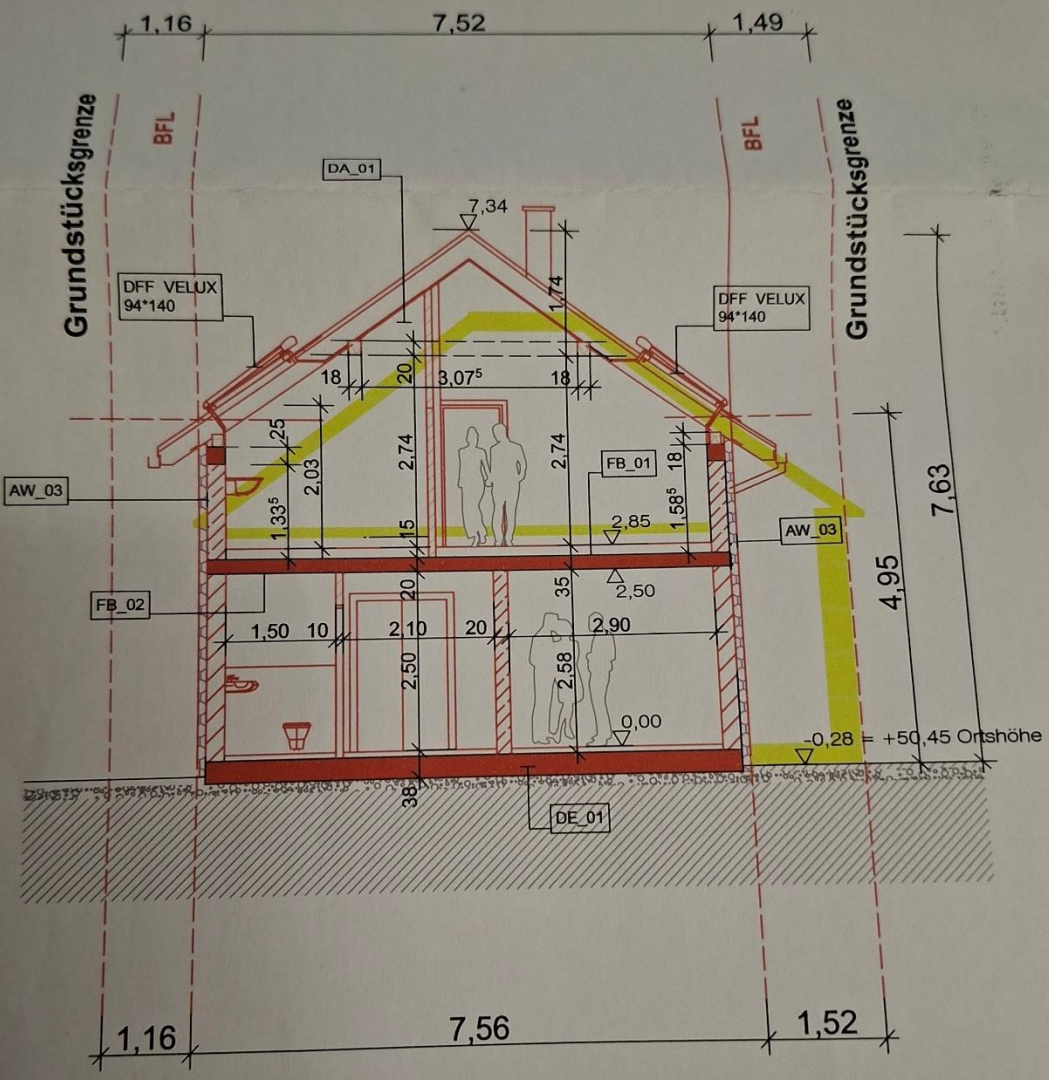 1,16
7,52
1,49
Grundstücksgrenze
BFL
BFL
Grundstücksgrenze
DA_01
7,34
DFF VELUX
94*140
DFF VELUX
94*140
1,74
18
20
3,07⁵
18
25
2,03
1,33⁵
2,74
15
2,74
18
1,58⁵
FB_01
2,85
AW_03
AW_03
7,63
4,95
FB_02
20
35
2,50
1,50
10
2,10
20
2,90
2,50
2,58
0,00
-0,28 = +50,45 Ortshöhe
38
DE_01
1,16
7,56
1,52